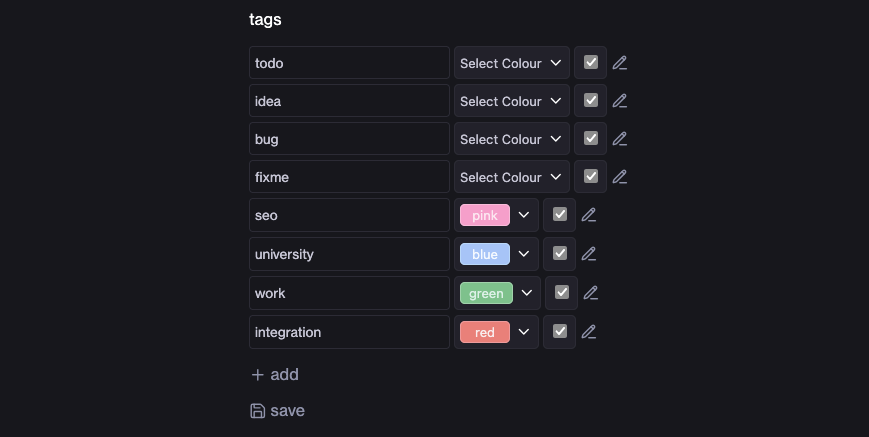 tags
todo Select Colour
idea Select Colour
bug Select Colour
fixme Select Colour
seo pink
university blue
work green
integration red
add
save